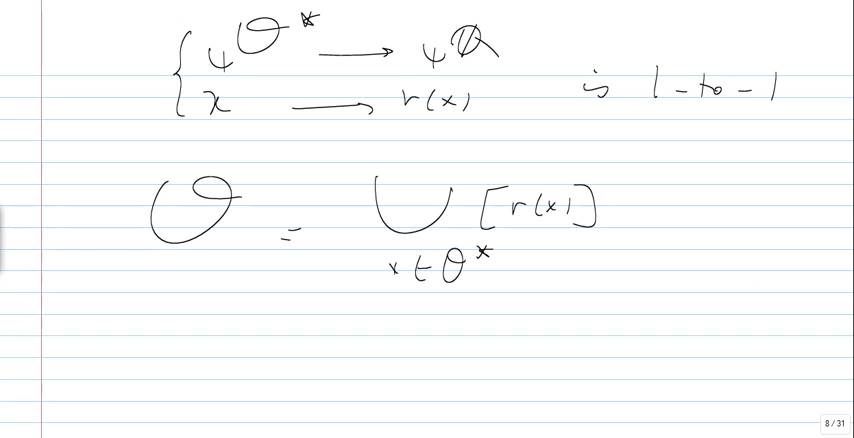 { ψ O* → ψ Q
x → r(x) is 1-to-1
O = ∪ [r(x)]
x ∈ O*
8 / 31